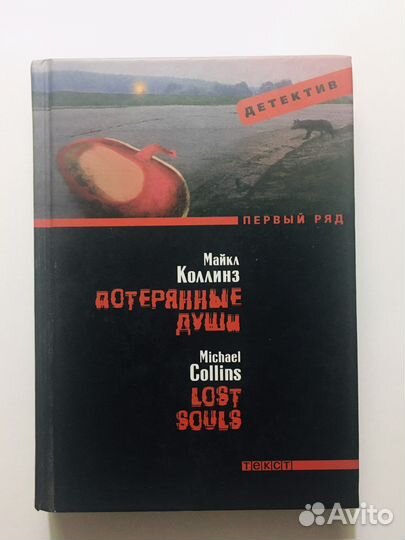 ДЕТЕКТИВ
ПЕРВЫЙ РЯД
МАЙКЛ
КОЛЛИНЗ
ПОТЕРЯННЫЕ
ДУШИ
Michael
Collins
LOST
SOULS
ТЕКСТ
Avito